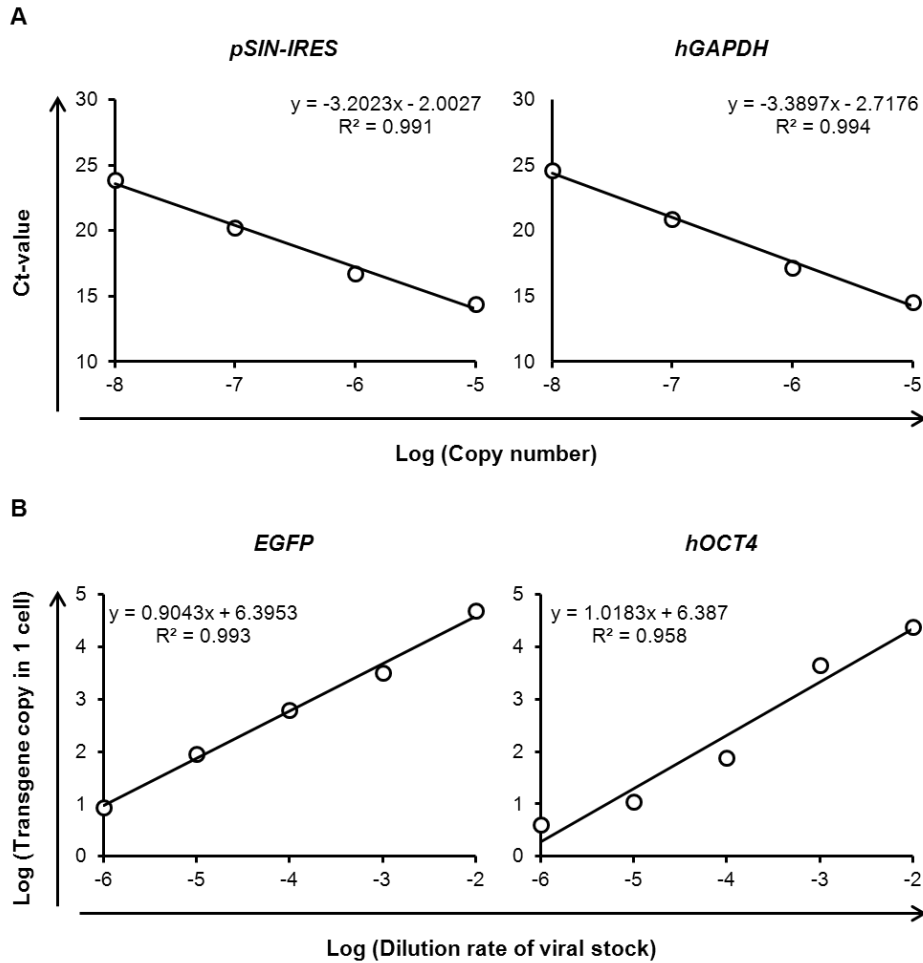 A
pSIN-IRES
hGAPDH
y = -3.2023x - 2.0027
R² = 0.991
y = -3.3897x - 2.7176
R² = 0.994
Ct-value
30
25
20
15
10
-8
-7
-6
-5
30
25
20
15
10
-8
-7
-6
-5
Log (Copy number)
B
EGFP
hOCT4
y = 0.9043x + 6.3953
R² = 0.993
y = 1.0183x + 6.387
R² = 0.958
Log (Transgene copy in 1 cell)
5
4
3
2
1
0
-6
-5
-4
-3
-2
5
4
3
2
1
0
-6
-5
-4
-3
-2
Log (Dilution rate of viral stock)